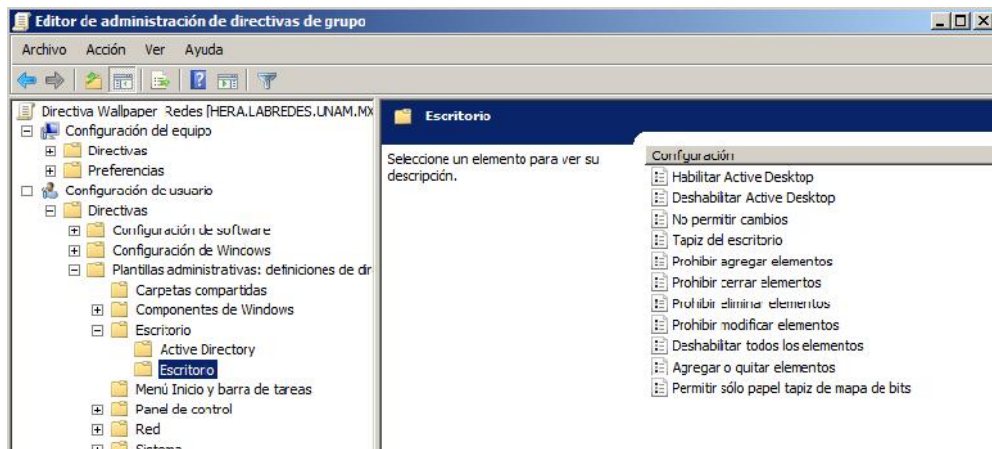 Editor de administración de directivas de grupo
Archivo Acción Ver Ayuda
Directiva Wallpaper Redes [HERA.LABREDES.UNAM.MX
Configuración del equipo
Directivas
Preferencias
Configuración de usuario
Directivas
Configuración de software
Configuración de Windows
Plantillas administrativas: definiciones de dir
Carpetas compartidas
Componentes de Windows
Escritorio
Active Directory
Escritorio
Menú Inicio y barra de tareas
Panel de control
Red
Sistema
Escritorio
Seleccione un elemento para ver su
descripción.
Configuración
Habilitar Active Desktop
Deshabilitar Active Desktop
No permitir cambios
Tapiz del escritorio
Prohibir agregar elementos
Prohibir cerrar elementos
Prohibir eliminar elementos
Prohibir modificar elementos
Deshabilitar todos los elementos
Agregar o quitar elementos
Permitir sólo papel tapiz de mapa de bits